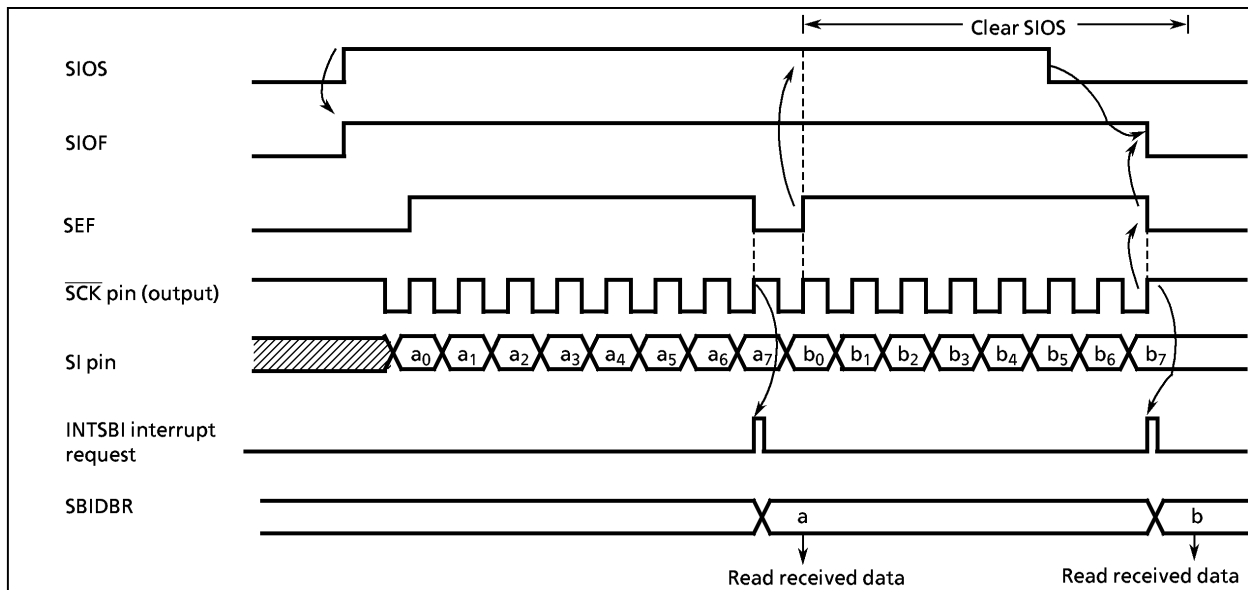 Clear SIOS
SIOS
SIOF
SEF
S̅C̅K̅ pin (output)
SI pin
a₀ a₁ a₂ a₃ a₄ a₅ a₆ a₇ b₀ b₁ b₂ b₃ b₄ b₅ b₆ b₇
INTSBI interrupt
request
SBIDBR
a b
Read received data Read received data